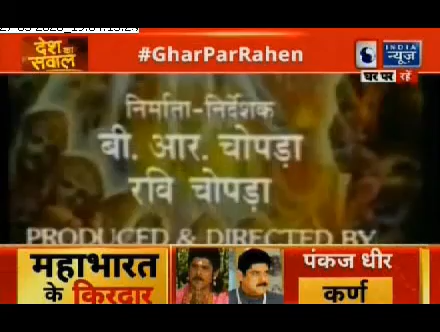 देश का
सवाल
#GharParRahen
INDIA
न्यूज़
घर पर रहें
निर्माता-निर्देशक
बी. आर. चोपड़ा
रवि चोपड़ा
PRODUCED & DIRECTED BY
महाभारत
के किरदार
पंकज धीर
कर्ण